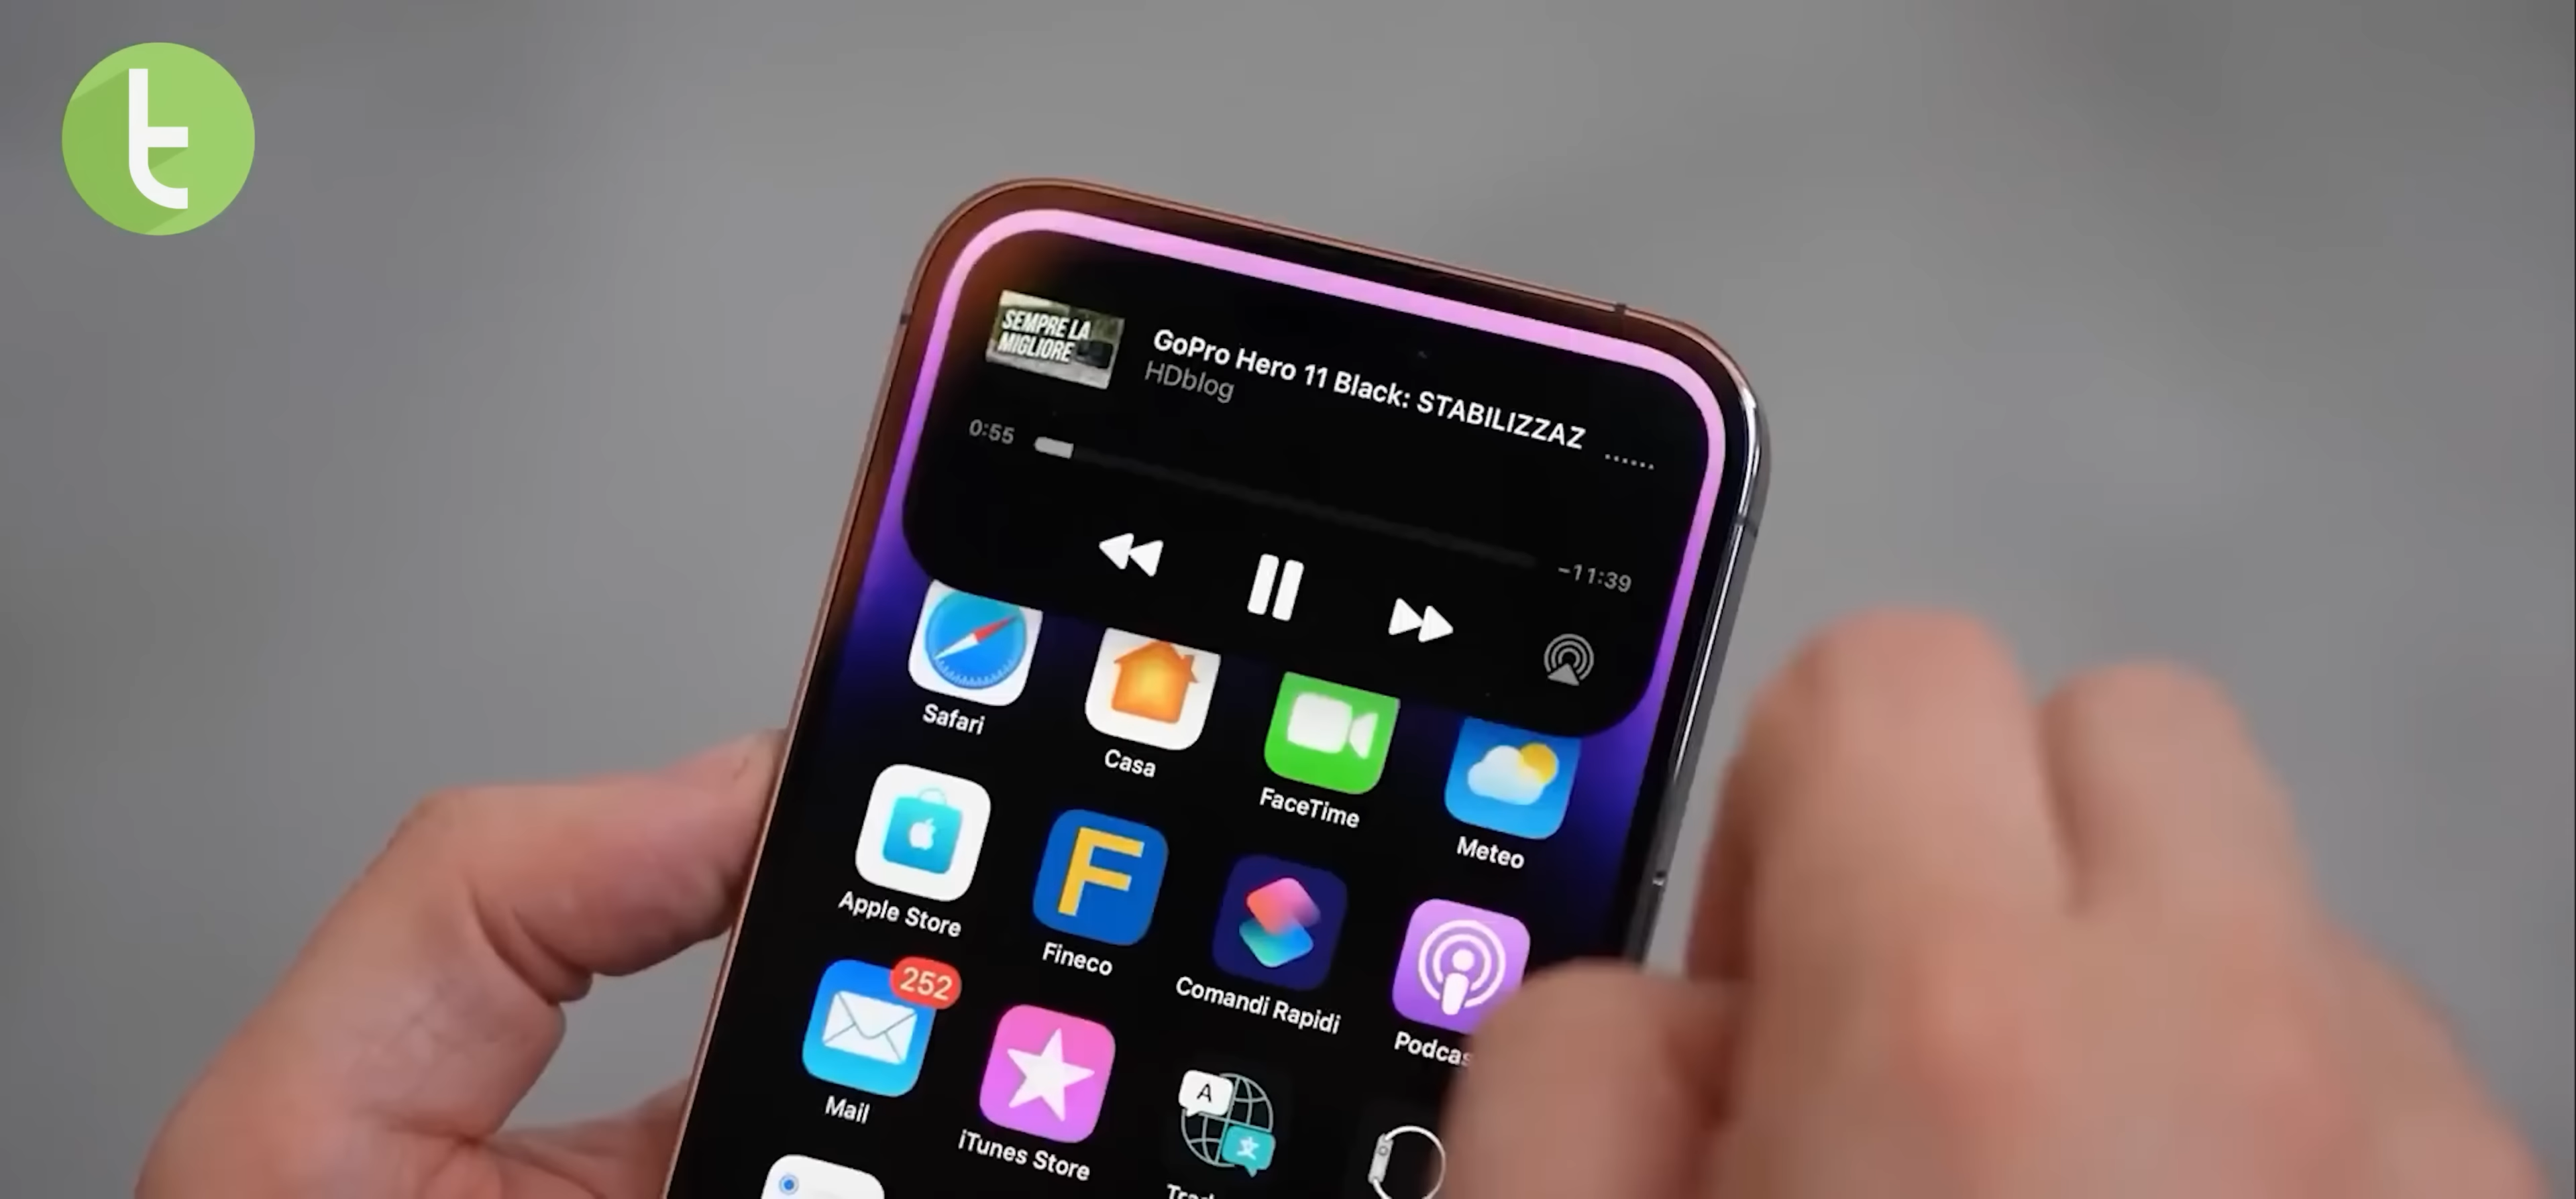 t
SEMPRE LA
MIGLIORE
GoPro Hero 11 Black: STABILIZZAZ
HDblog
0:55
-11:39
Safari
Casa
FaceTime
Meteo
Apple Store
F
Fineco
Comandi Rapidi
252
Mail
iTunes Store
A
文